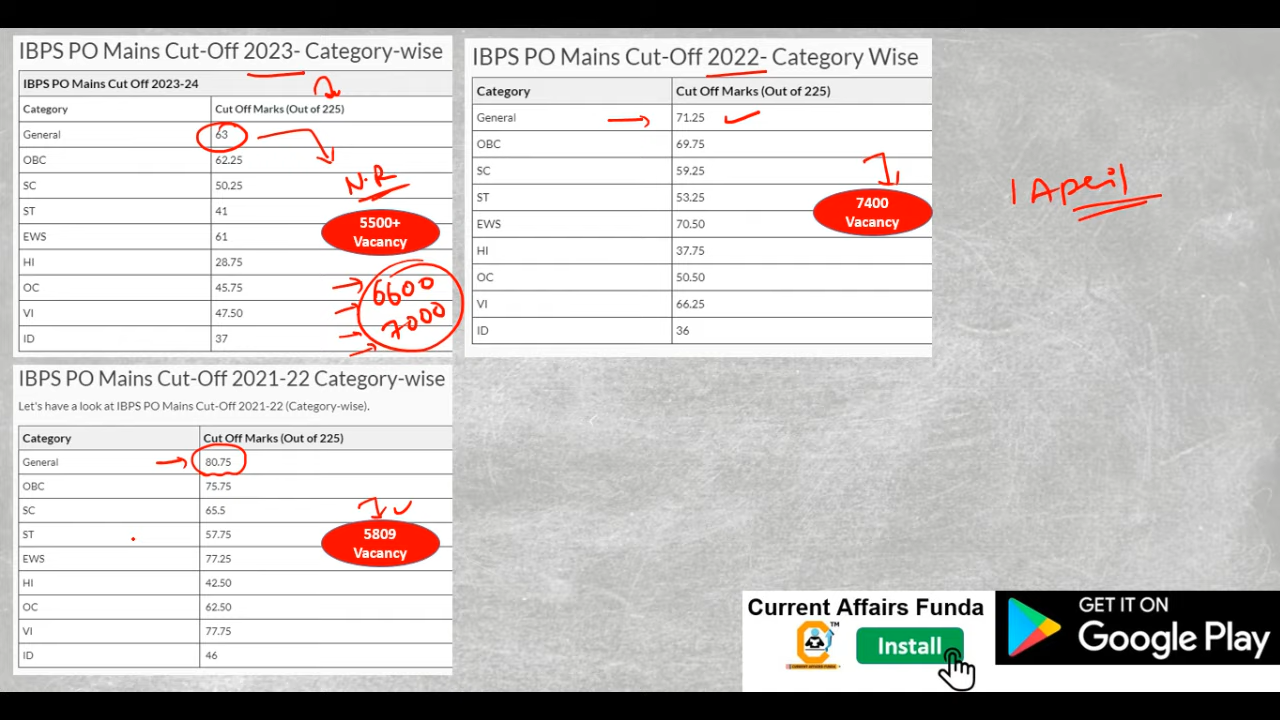 IBPS PO Mains Cut-Off 2023- Category-wise
IBPS PO Mains Cut Off 2023-24
Category Cut Off Marks (Out of 225)
General 63
OBC 62.25
SC 50.25
ST 41
EWS 61
HI 28.75
OC 45.75
VI 47.50
ID 37
N.R
5500+
Vacancy
6600
7000
IBPS PO Mains Cut-Off 2022- Category Wise
Category Cut Off Marks (Out of 225)
General 71.25
OBC 69.75
SC 59.25
ST 53.25
EWS 70.50
HI 37.75
OC 50.50
VI 66.25
ID 36
7400
Vacancy
1 April
IBPS PO Mains Cut-Off 2021-22 Category-wise
Let's have a look at IBPS PO Mains Cut-Off 2021-22 (Category-wise).
Category Cut Off Marks (Out of 225)
General 80.75
OBC 75.75
SC 65.5
ST 57.75
EWS 77.25
HI 42.50
OC 62.50
VI 77.75
ID 46
5809
Vacancy
Current Affairs Funda
TM
CURRENT AFFAIRS FUNDA
Install
GET IT ON
Google Play